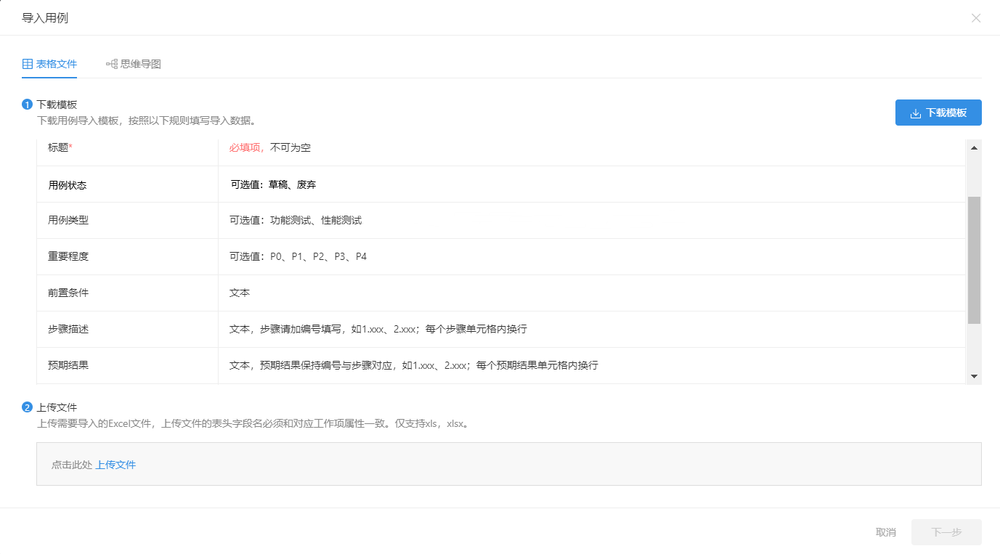 导入用例
表格文件 思维导图
1 下载模板
下载用例导入模板，按照以下规则填写导入数据。
下载模板
标题* 必填项，不可为空
用例状态 可选值：草稿、废弃
用例类型 可选值：功能测试、性能测试
重要程度 可选值：P0、P1、P2、P3、P4
前置条件 文本
步骤描述 文本，步骤请加编号填写，如1.xxx、2.xxx；每个步骤单元格内换行
预期结果 文本，预期结果保持编号与步骤对应，如1.xxx、2.xxx；每个预期结果单元格内换行
2 上传文件
上传需要导入的Excel文件，上传文件的表头字段名必须和对应工作项属性一致。仅支持xls，xlsx。
点击此处 上传文件
取消 下一步